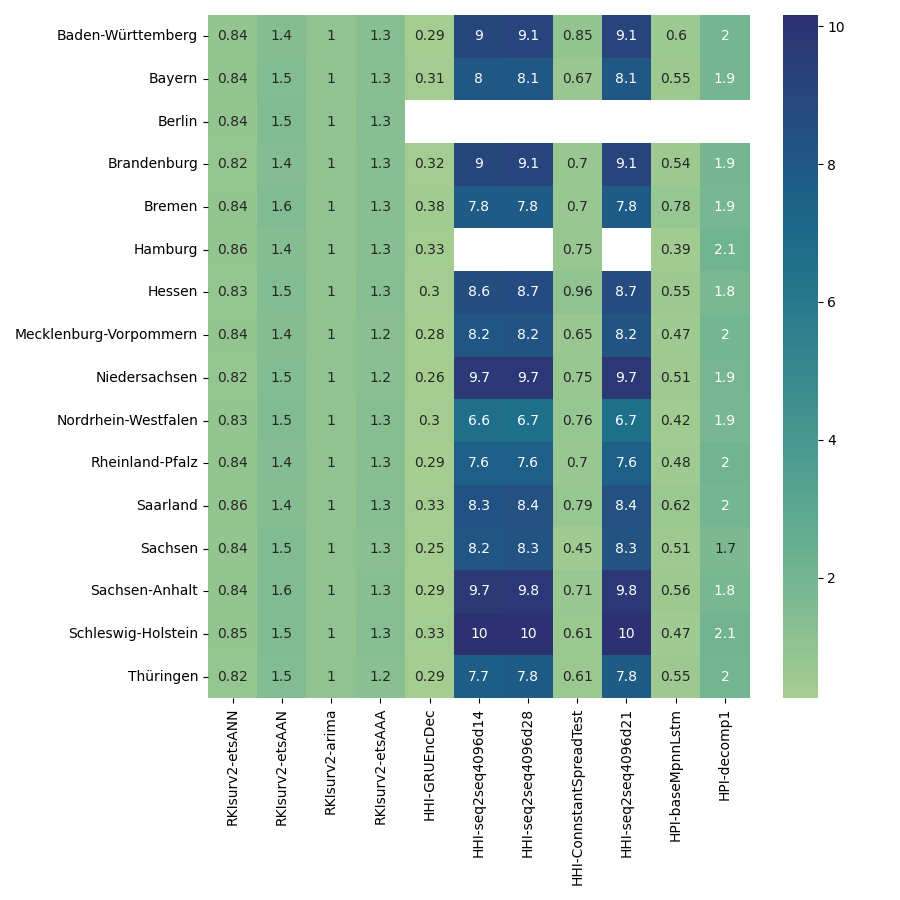 Baden-Württemberg 0.84 1.4 1 1.3 0.29 9 9.1 0.85 9.1 0.6 2
Bayern 0.84 1.5 1 1.3 0.31 8 8.1 0.67 8.1 0.55 1.9
Berlin 0.84 1.5 1 1.3
Brandenburg 0.82 1.4 1 1.3 0.32 9 9.1 0.7 9.1 0.54 1.9
Bremen 0.84 1.6 1 1.3 0.38 7.8 7.8 0.7 7.8 0.78 1.9
Hamburg 0.86 1.4 1 1.3 0.33 0.75 0.39 2.1
Hessen 0.83 1.5 1 1.3 0.3 8.6 8.7 0.96 8.7 0.55 1.8
Mecklenburg-Vorpommern 0.84 1.4 1 1.2 0.28 8.2 8.2 0.65 8.2 0.47 2
Niedersachsen 0.82 1.5 1 1.2 0.26 9.7 9.7 0.75 9.7 0.51 1.9
Nordrhein-Westfalen 0.83 1.5 1 1.3 0.3 6.6 6.7 0.76 6.7 0.42 1.9
Rheinland-Pfalz 0.84 1.4 1 1.3 0.29 7.6 7.6 0.7 7.6 0.48 2
Saarland 0.86 1.4 1 1.3 0.33 8.3 8.4 0.79 8.4 0.62 2
Sachsen 0.84 1.5 1 1.3 0.25 8.2 8.3 0.45 8.3 0.51 1.7
Sachsen-Anhalt 0.84 1.6 1 1.3 0.29 9.7 9.8 0.71 9.8 0.56 1.8
Schleswig-Holstein 0.85 1.5 1 1.3 0.33 10 10 0.61 10 0.47 2.1
Thüringen 0.82 1.5 1 1.2 0.29 7.7 7.8 0.61 7.8 0.55 2
RKIsurv2-etsANN
RKIsurv2-etsAAN
RKIsurv2-arima
RKIsurv2-etsAAA
HHI-GRUEncDec
HHI-seq2seq4096d14
HHI-seq2seq4096d28
HHI-ConnstantSpreadTest
HHI-seq2seq4096d21
HPI-baseMpnnLstm
HPI-decomp1
10
8
6
4
2